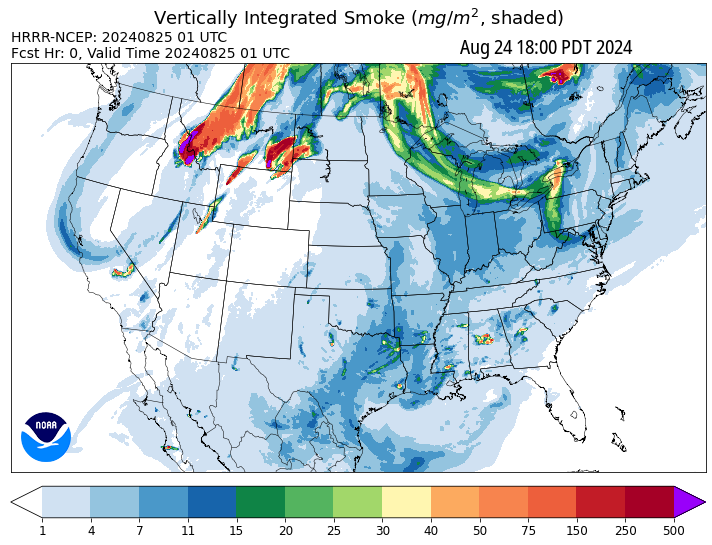 Vertically Integrated Smoke (mg/m², shaded)
HRRR-NCEP: 20240825 01 UTC
Fcst Hr: 0, Valid Time 20240825 01 UTC
Aug 24 18:00 PDT 2024
NOAA
1 4 7 11 15 20 25 30 40 50 75 150 250 500